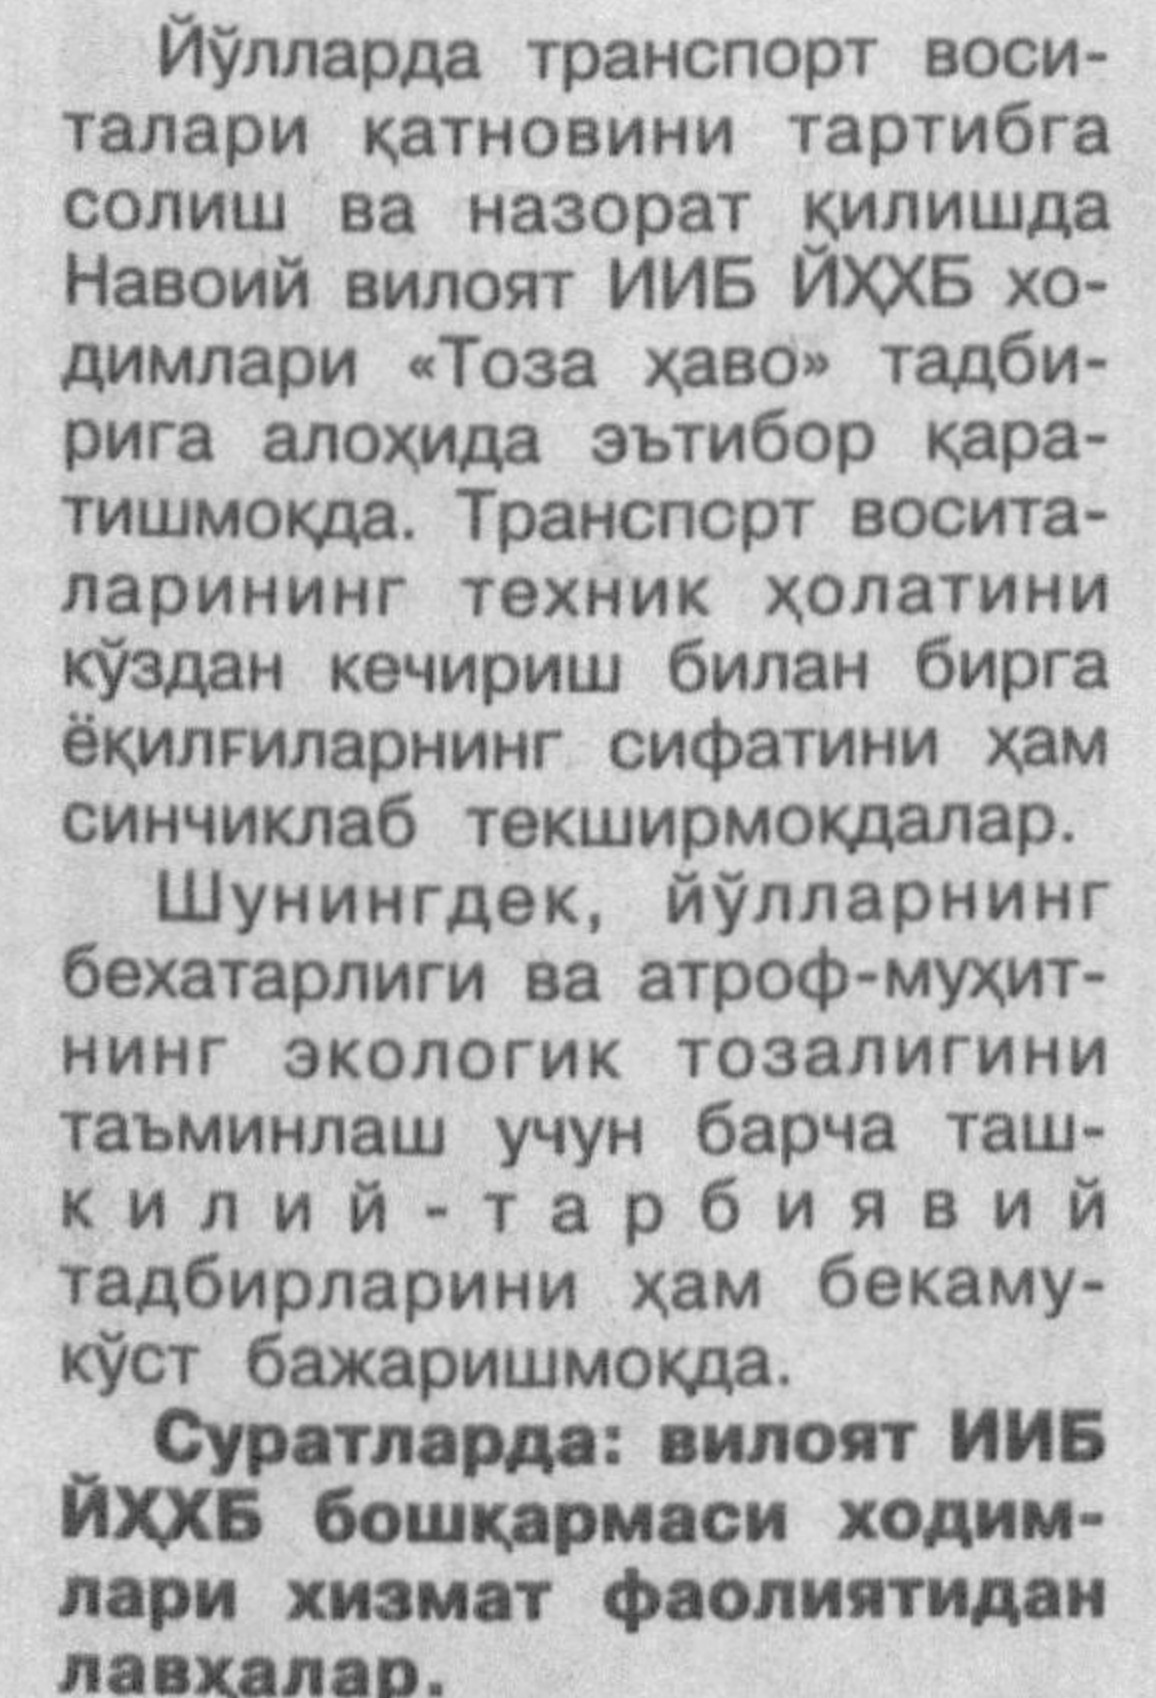 Йўлларда транспорт воси-
талари қатновини тартибга
солиш ва назорат қилишда
Навоий вилоят ИИБ ЙҲХБ хо-
димлари «Тоза ҳаво» тадби-
рига алоҳида эътибор қара-
тишмоқда. Транспорт восита-
ларининг техник ҳолатини
кўздан кечириш билан бирга
ёқилғиларнинг сифатини ҳам
синчиклаб текширмоқдалар.
Шунингдек, йўлларнинг
бехатарлиги ва атроф-муҳит-
нинг экологик тозалигини
таъминлаш учун барча таш-
килий-тарбиявий
тадбирларини ҳам бекаму-
кўст бажаришмоқда.
Суратларда: вилоят ИИБ
ЙҲХБ бошқармаси ходим-
лари хизмат фаолиятидан
лавҳалар.